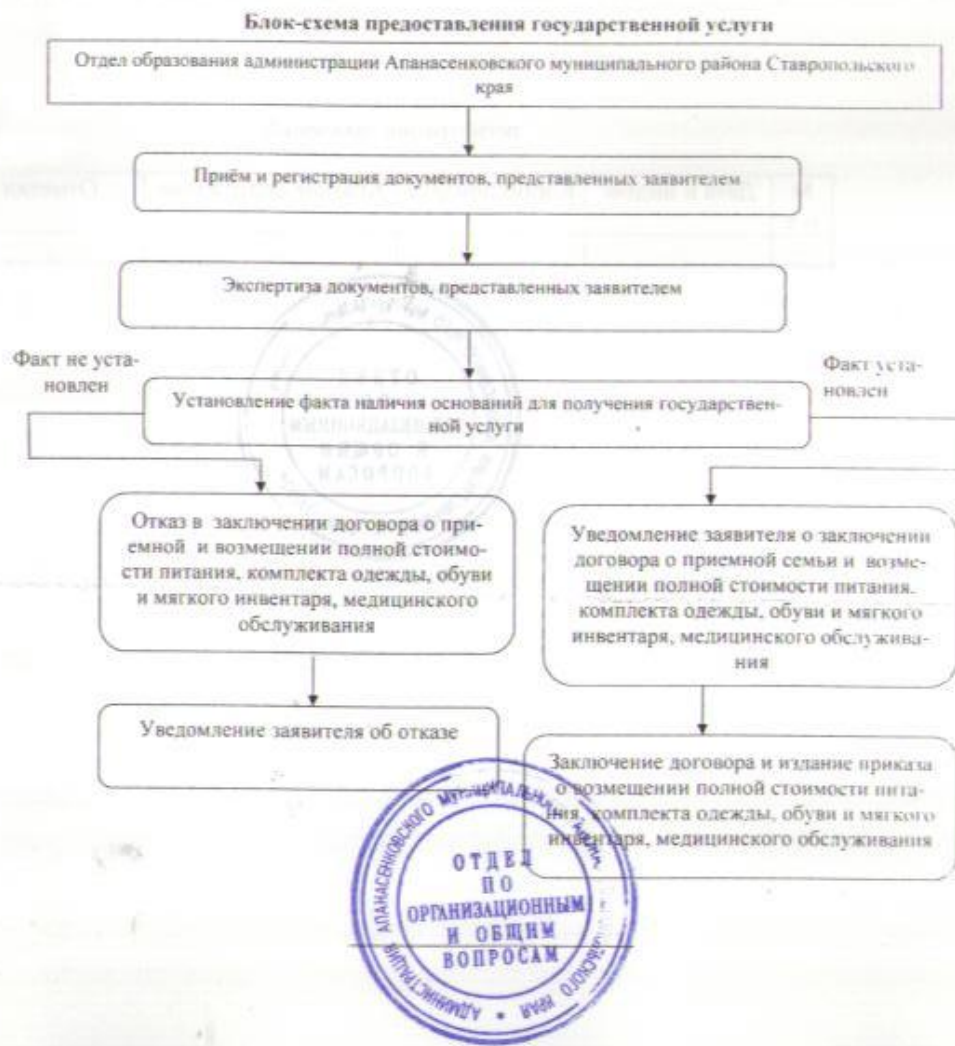 Блок-схема предоставления государственной услуги
Отдел образования администрации Апанасенковского муниципального района Ставропольского
края
Приём и регистрация документов, представленных заявителем
Экспертиза документов, представленных заявителем
Факт не уста-
новлен
Факт уста-
новлен
Установление факта наличия оснований для получения государствен-
ной услуги
Отказ в заключении договора о при-
емной и возмещении полной стоимо-
сти питания, комплекта одежды, обуви
и мягкого инвентаря, медицинского
обслуживания
Уведомление заявителя о заключении
договора о приемной семьи и возме-
щении полной стоимости питания,
комплекта одежды, обуви и мягкого
инвентаря, медицинского обслужива-
ния
Уведомление заявителя об отказе
Заключение договора и издание приказа
о возмещении полной стоимости пита-
ния, комплекта одежды, обуви и мягкого
инвентаря, медицинского обслуживания
АДМИНИСТРАЦИЯ АПАНАСЕНКОВСКОГО МУНИЦИПАЛЬНОГО КРАЯ
ОТДЕЛ
ПО
ОРГАНИЗАЦИОННЫМ
И ОБЩИМ
ВОПРОСАМ